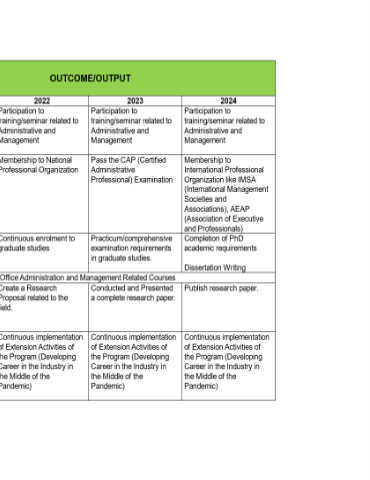 OUTCOME/OUTPUT
2022 2023 2024
Participation to
training/seminar related to
Administrative and
Management
Participation to
training/seminar related to
Administrative and
Management
Participation to
training/seminar related to
Administrative and
Management
Membership to National
Professional Organization
Pass the CAP (Certified
Administrative
Professional) Examination
Membership to
International Professional
Organization like IMSA
(International Management
Societies and
Associations), AEAP
(Association of Executive
and Professionals)
Continuous enrolment to
graduate studies
Practicum/comprehensive
examination requirements
in graduate studies.
Completion of PhD
academic requirements
Dissertation Writing
Office Administration and Management Related Courses
Create a Research
Proposal related to the
field.
Conducted and Presented
a complete research paper.
Publish research paper.
Continuous implementation
of Extension Activities of
the Program (Developing
Career in the Industry in
the Middle of the
Pandemic)
Continuous implementation
of Extension Activities of
the Program (Developing
Career in the Industry in
the Middle of the
Pandemic)
Continuous implementation
of Extension Activities of
the Program (Developing
Career in the Industry in
the Middle of the
Pandemic)